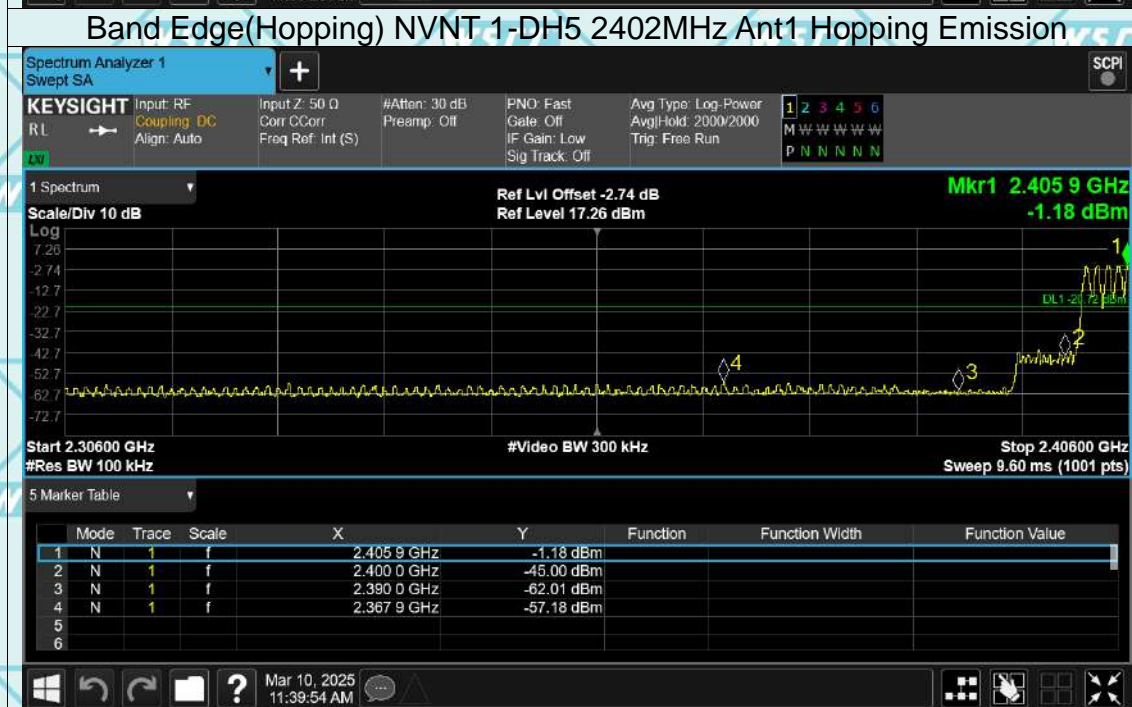 Band Edge(Hopping) NVNT 1-DH5 2402MHz Ant1 Hopping Emission
Spectrum Analyzer 1
Swept SA
+
SCPI
KEYSIGHT Input: RF Input Z: 50 Ω #Atten: 30 dB PNO: Fast Avg Type: Log-Power 1 2 3 4 5 6
RL Coupling: DC Corr CCorr Preamp: Off Gate: Off Avg|Hold: 2000/2000 M W W W W W
Align: Auto Freq Ref: Int (S) IF Gain: Low Trig: Free Run
LXI Sig Track: Off P N N N N N
1 Spectrum Ref Lvl Offset -2.74 dB Mkr1 2.405 9 GHz
Scale/Div 10 dB Ref Level 17.26 dBm -1.18 dBm
Log
7.26 1
-2.74
-12.7
DL1 -20.72 dBm
-22.7
-32.7
2
-42.7
4
-52.7 3
-62.7
-72.7
Start 2.30600 GHz #Video BW 300 kHz Stop 2.40600 GHz
#Res BW 100 kHz Sweep 9.60 ms (1001 pts)
5 Marker Table
Mode Trace Scale X Y Function Function Width Function Value
1 N 1 f 2.405 9 GHz -1.18 dBm
2 N 1 f 2.400 0 GHz -45.00 dBm
3 N 1 f 2.390 0 GHz -62.01 dBm
4 N 1 f 2.367 9 GHz -57.18 dBm
5
6
? Mar 10, 2025
11:39:54 AM